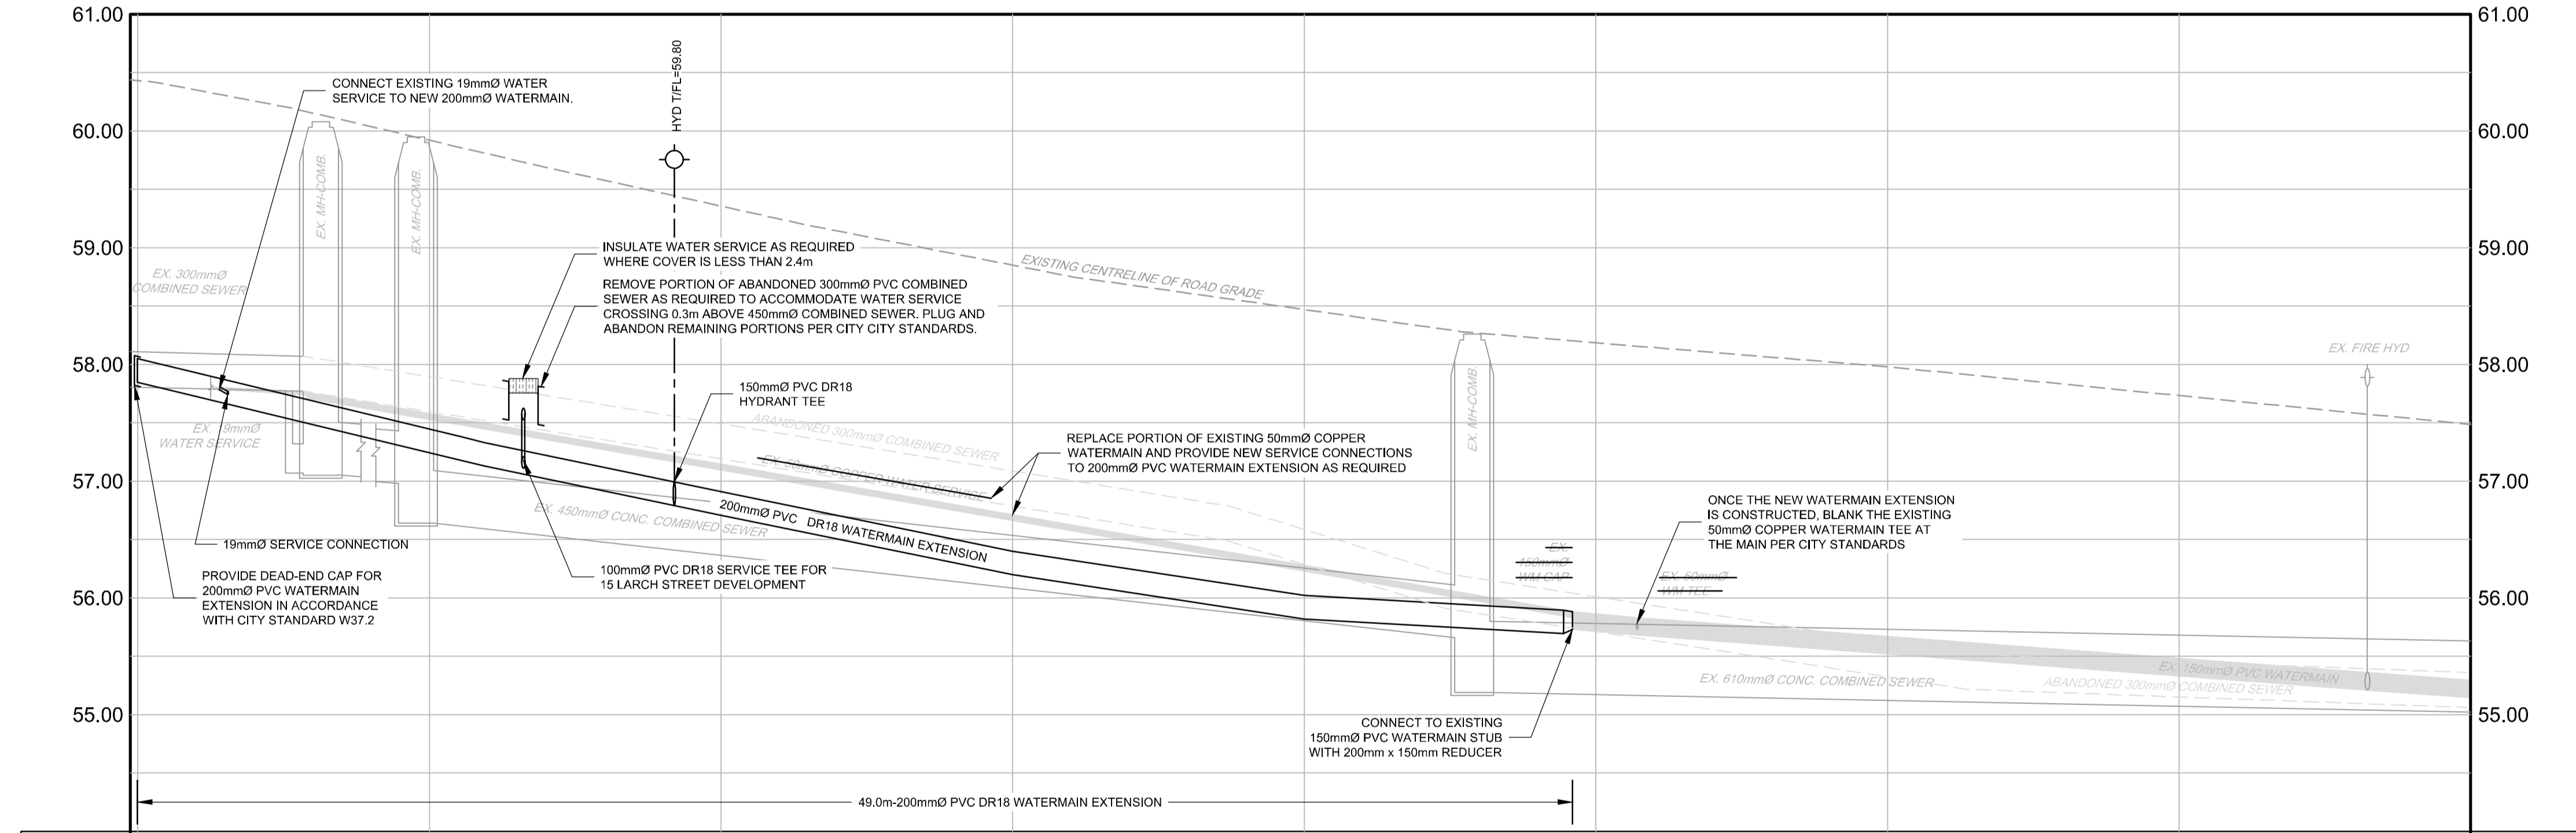 61.00
61.00
HYD T/FL=59.80
CONNECT EXISTING 19mmØ WATER
SERVICE TO NEW 200mmØ WATERMAIN.
60.00
60.00
EX. MH-COMB.
EX. MH-COMB.
INSULATE WATER SERVICE AS REQUIRED
WHERE COVER IS LESS THAN 2.4m
59.00
59.00
EXISTING CENTRELINE OF ROAD GRADE
EX. 300mmØ
COMBINED SEWER
REMOVE PORTION OF ABANDONED 300mmØ PVC COMBINED
SEWER AS REQUIRED TO ACCOMMODATE WATER SERVICE
CROSSING 0.3m ABOVE 450mmØ COMBINED SEWER. PLUG AND
ABANDON REMAINING PORTIONS PER CITY CITY STANDARDS.
58.00
58.00
EX. FIRE HYD
EX. MH-COMB.
150mmØ PVC DR18
HYDRANT TEE
ABANDONED 300mmØ COMBINED SEWER
EX. 19mmØ
WATER SERVICE
REPLACE PORTION OF EXISTING 50mmØ COPPER
WATERMAIN AND PROVIDE NEW SERVICE CONNECTIONS
TO 200mmØ PVC WATERMAIN EXTENSION AS REQUIRED
EX. 50mmØ COPPER WATER SERVICE
57.00
57.00
EX. 450mmØ CONC. COMBINED SEWER
200mmØ PVC DR18 WATERMAIN EXTENSION
ONCE THE NEW WATERMAIN EXTENSION
IS CONSTRUCTED, BLANK THE EXISTING
50mmØ COPPER WATERMAIN TEE AT
THE MAIN PER CITY STANDARDS
19mmØ SERVICE CONNECTION
EX.
150mmØ
WM CAP
EX. 50mmØ
WM TEE
100mmØ PVC DR18 SERVICE TEE FOR
15 LARCH STREET DEVELOPMENT
PROVIDE DEAD-END CAP FOR
200mmØ PVC WATERMAIN
EXTENSION IN ACCORDANCE
WITH CITY STANDARD W37.2
56.00
56.00
EX. 150mmØ PVC WATERMAIN
EX. 610mmØ CONC. COMBINED SEWER
ABANDONED 300mmØ COMBINED SEWER
55.00
55.00
CONNECT TO EXISTING
150mmØ PVC WATERMAIN STUB
WITH 200mm x 150mm REDUCER
49.0m-200mmØ PVC DR18 WATERMAIN EXTENSION